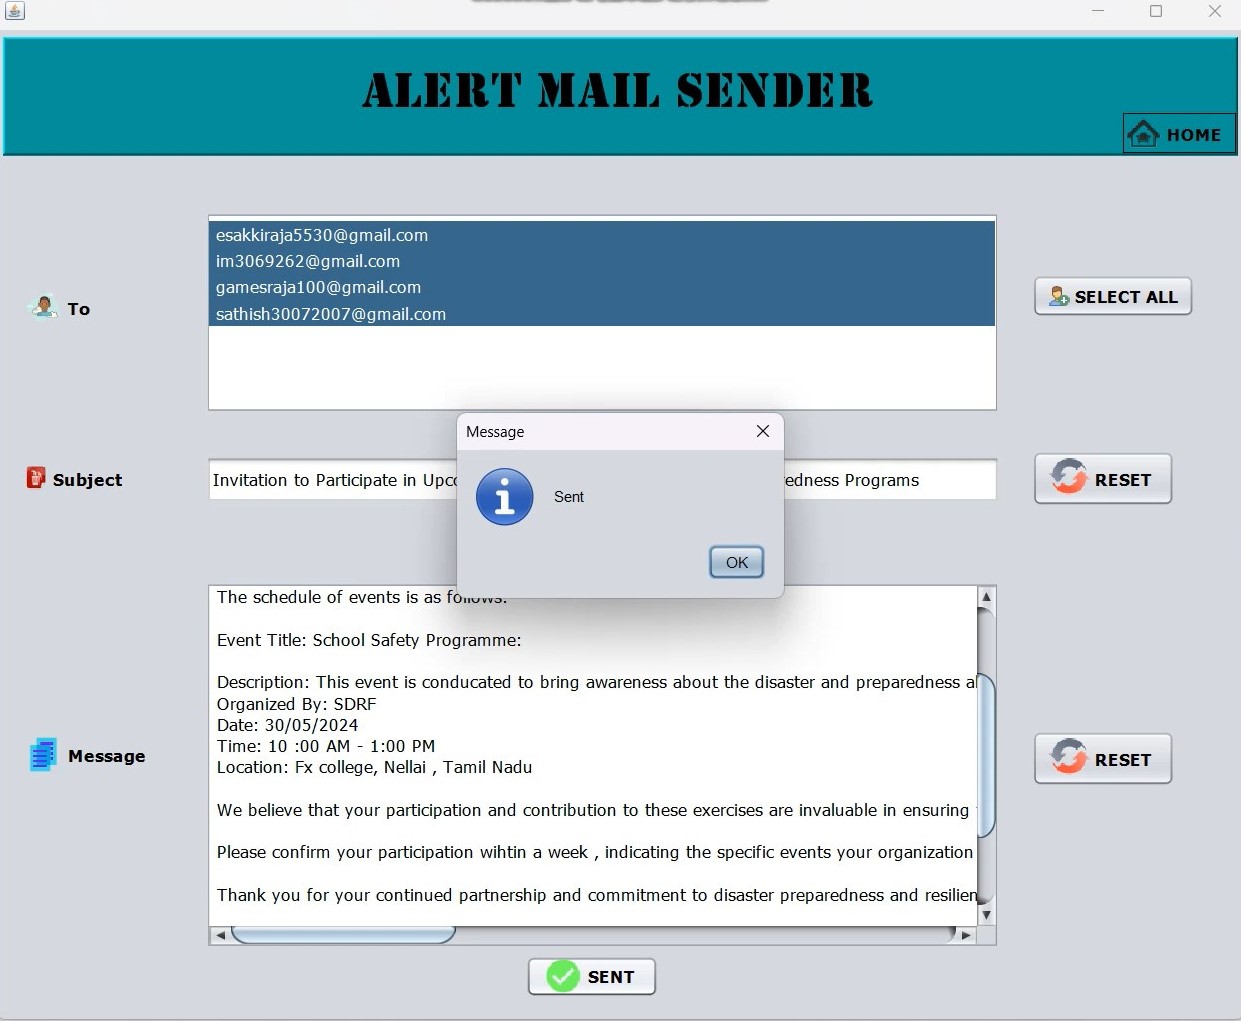 ALERT MAIL SENDER
HOME
To
esakkiraja5530@gmail.com
im3069262@gmail.com
gamesraja100@gmail.com
sathish30072007@gmail.com
SELECT ALL
Message
Sent
OK
Subject
Invitation to Participate in
Programs
RESET
The schedule of events is as follows:
Event Title: School Safety Programme:
Description: This event is conducated to bring awareness about the disaster and preparedness
Organized By: SDRF
Date: 30/05/2024
Time: 10 :00 AM - 1:00 PM
Location: Fx college, Nellai , Tamil Nadu
We believe that your participation and contribution to these exercises are invaluable in ensuring
Please confirm your participation wihtin a week , indicating the specific events your organization
Thank you for your continued partnership and commitment to disaster preparedness and
Message
RESET
SENT